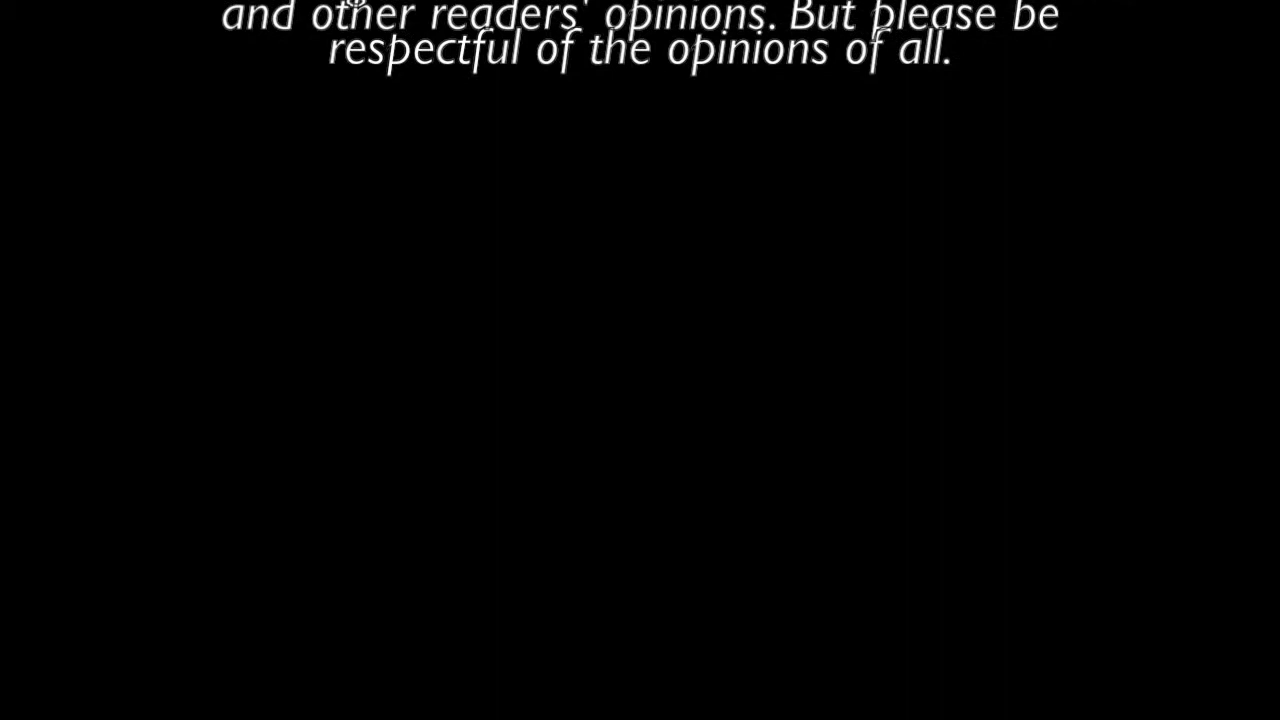 and other readers' opinions. But please be
respectful of the opinions of all.